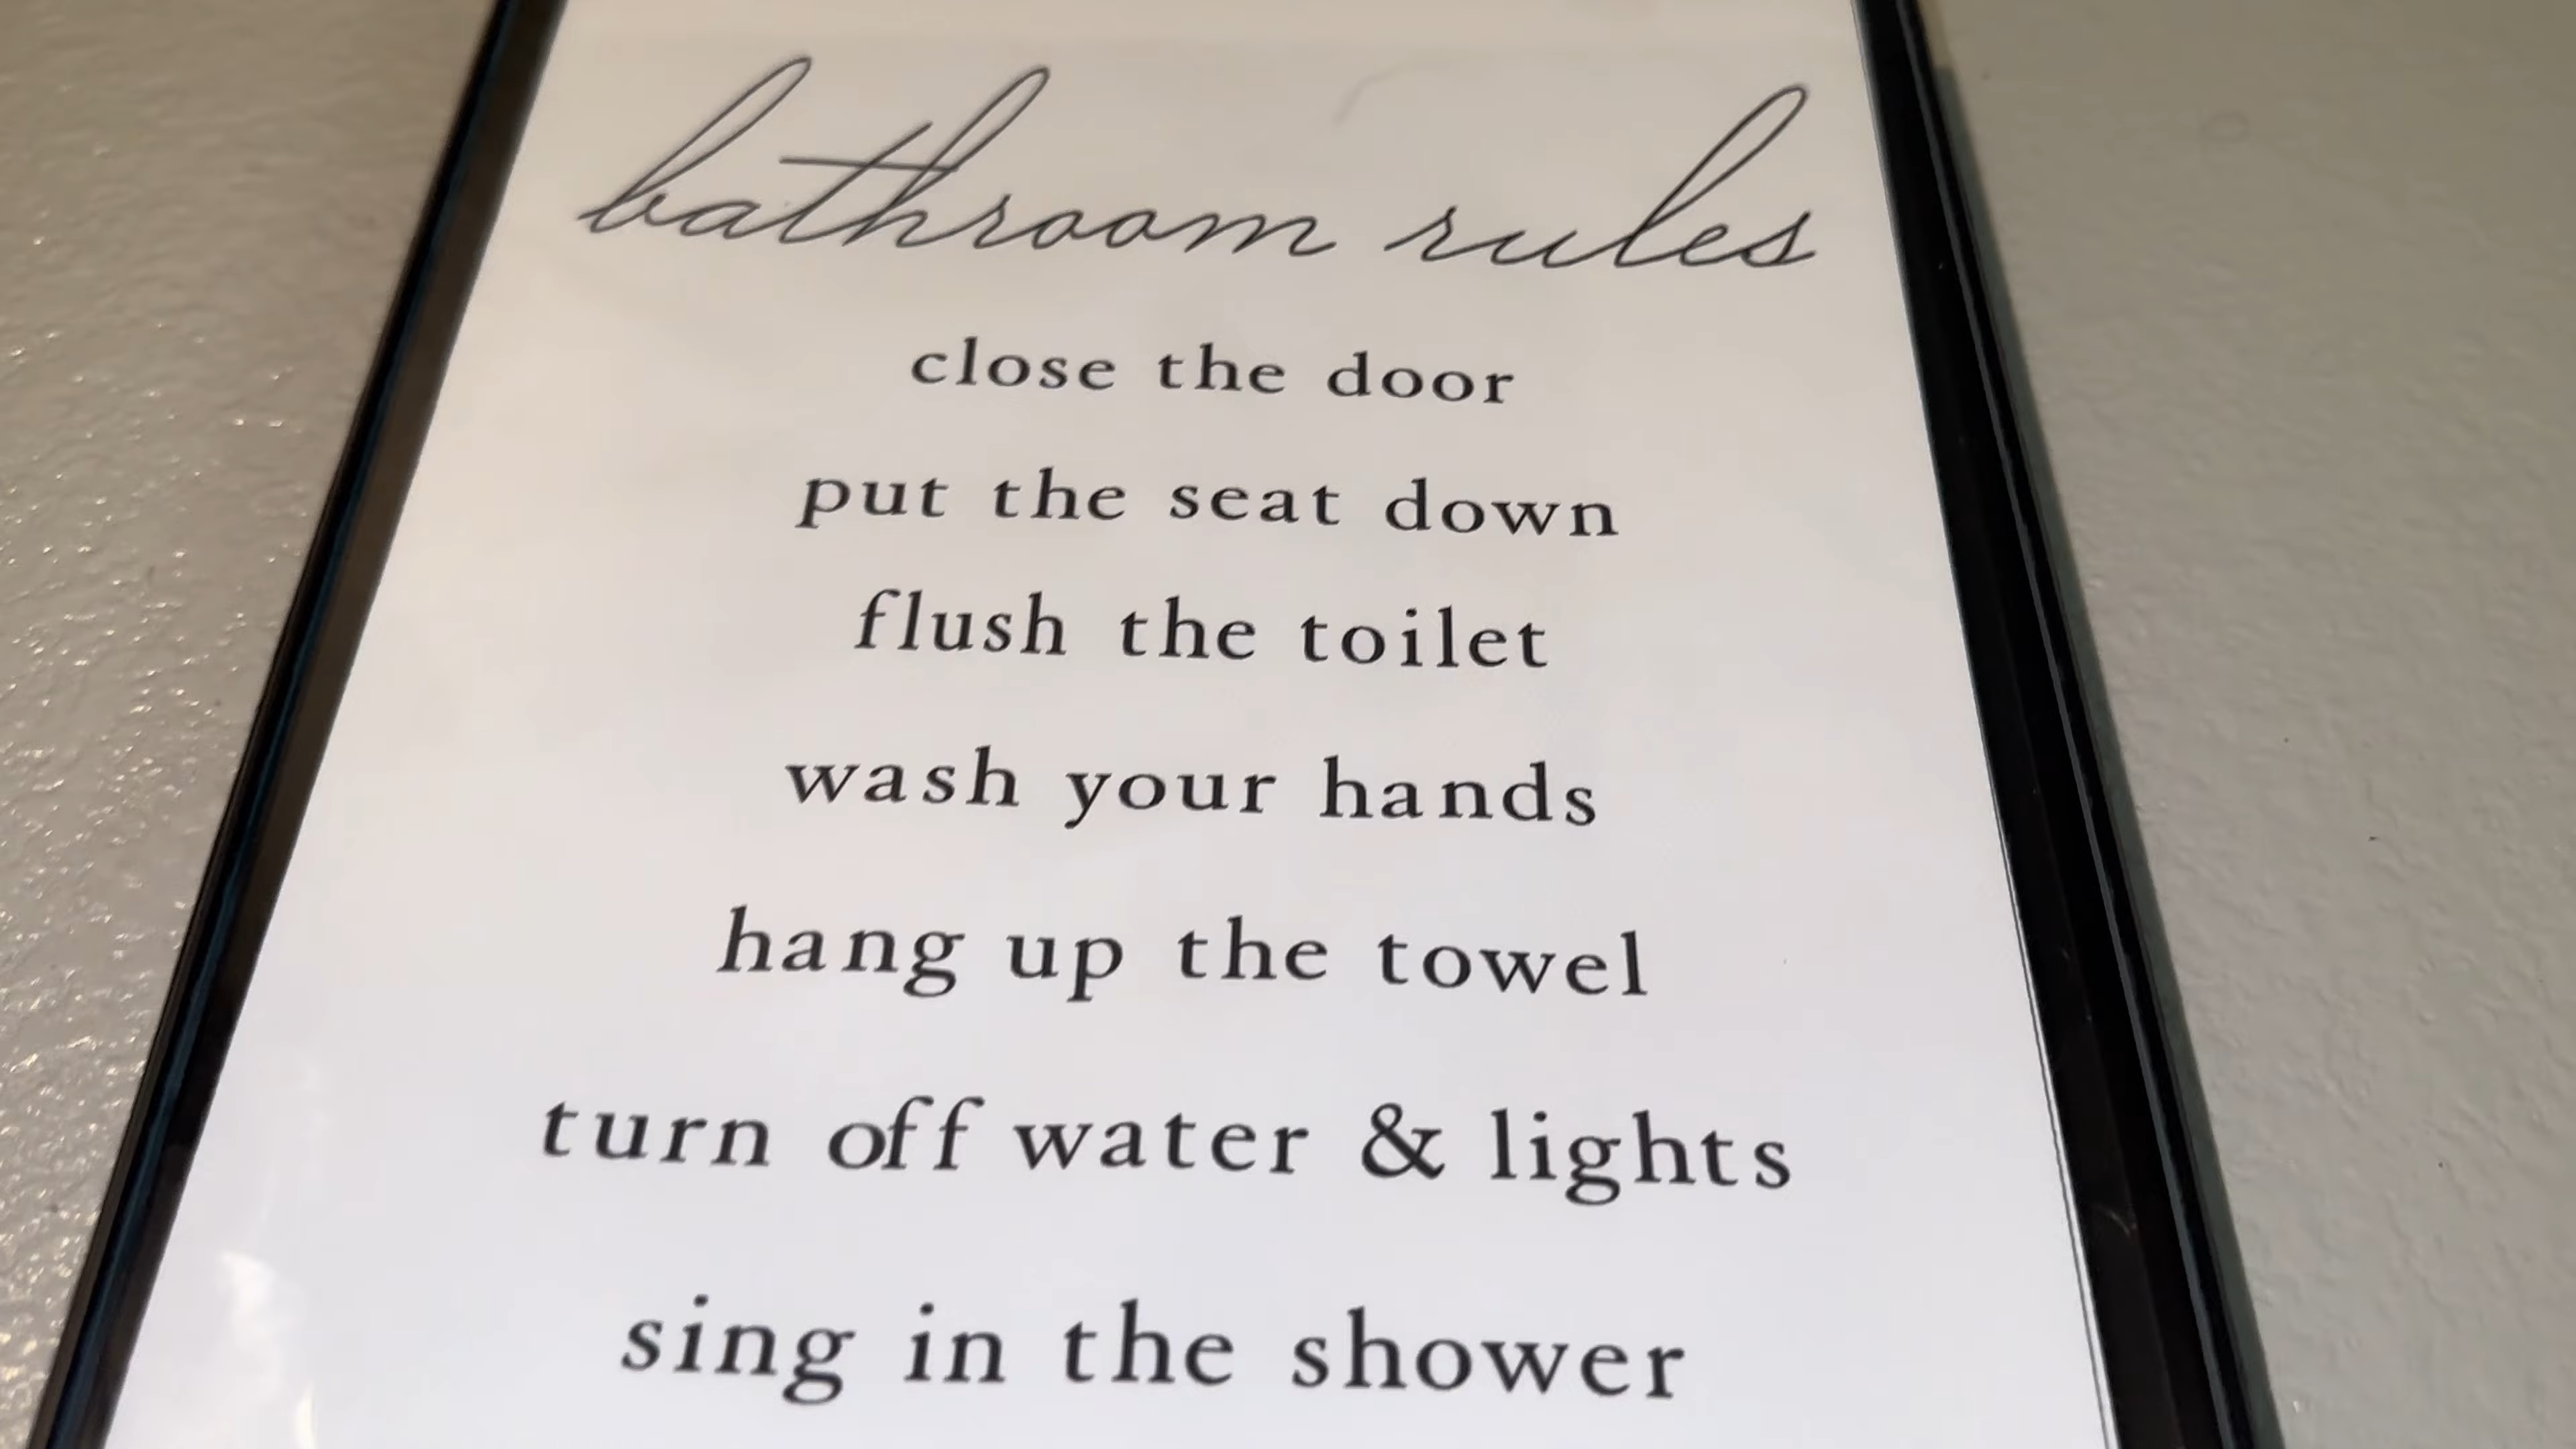 bathroom rules
close the door
put the seat down
flush the toilet
wash your hands
hang up the towel
turn off water & lights
sing in the shower